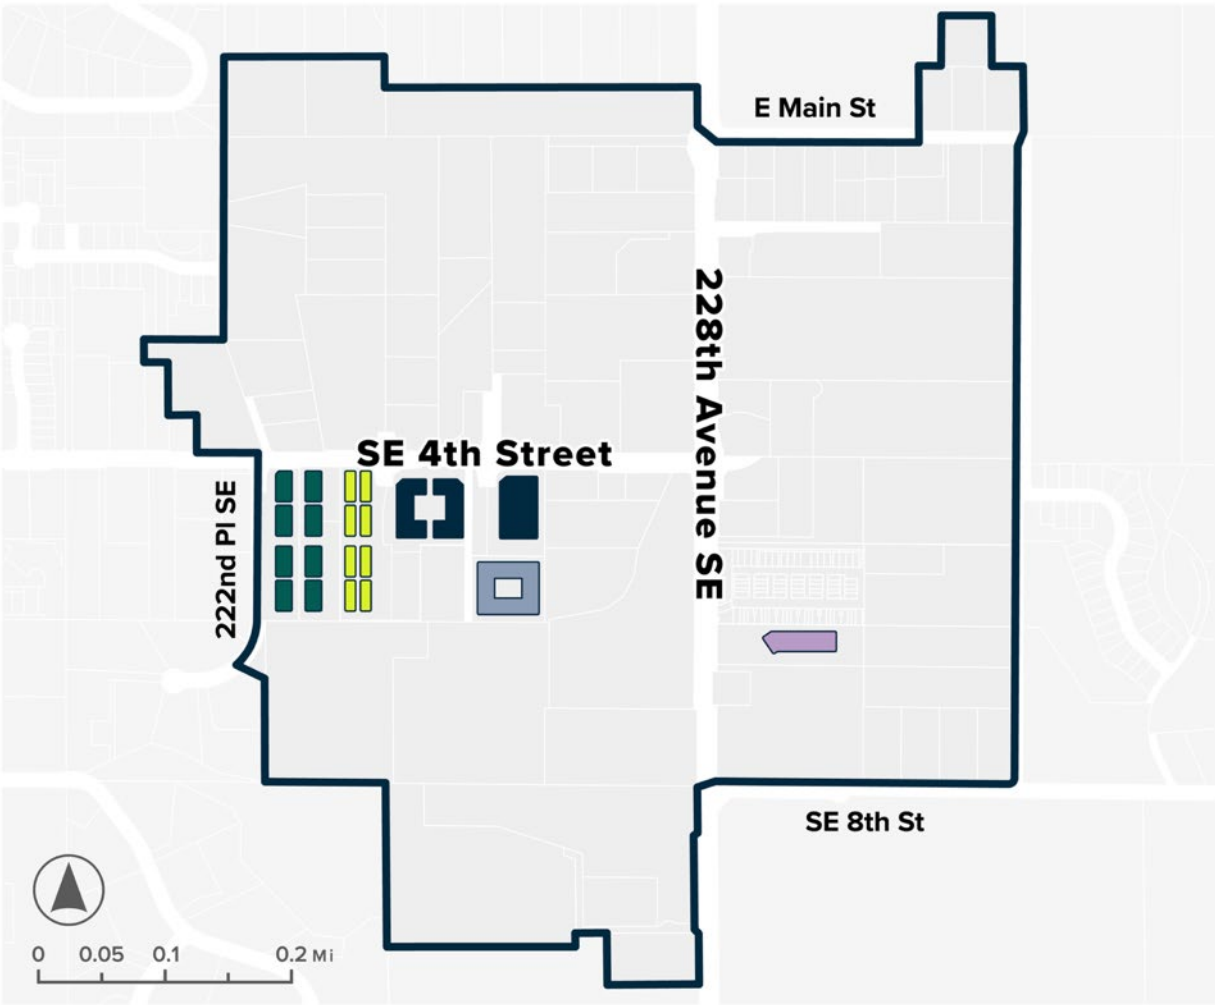 E Main St
228th Avenue SE
SE 4th Street
222nd Pl SE
SE 8th St
0 0.05 0.1 0.2 Mi